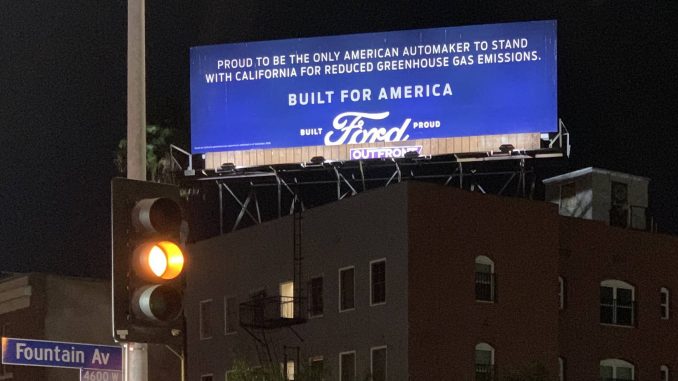 PROUD TO BE THE ONLY AMERICAN AUTOMAKER TO STAND
WITH CALIFORNIA FOR REDUCED GREENHOUSE GAS EMISSIONS.
BUILT FOR AMERICA
BUILT Ford PROUD
OUTFRONT
Fountain Av
4600 W